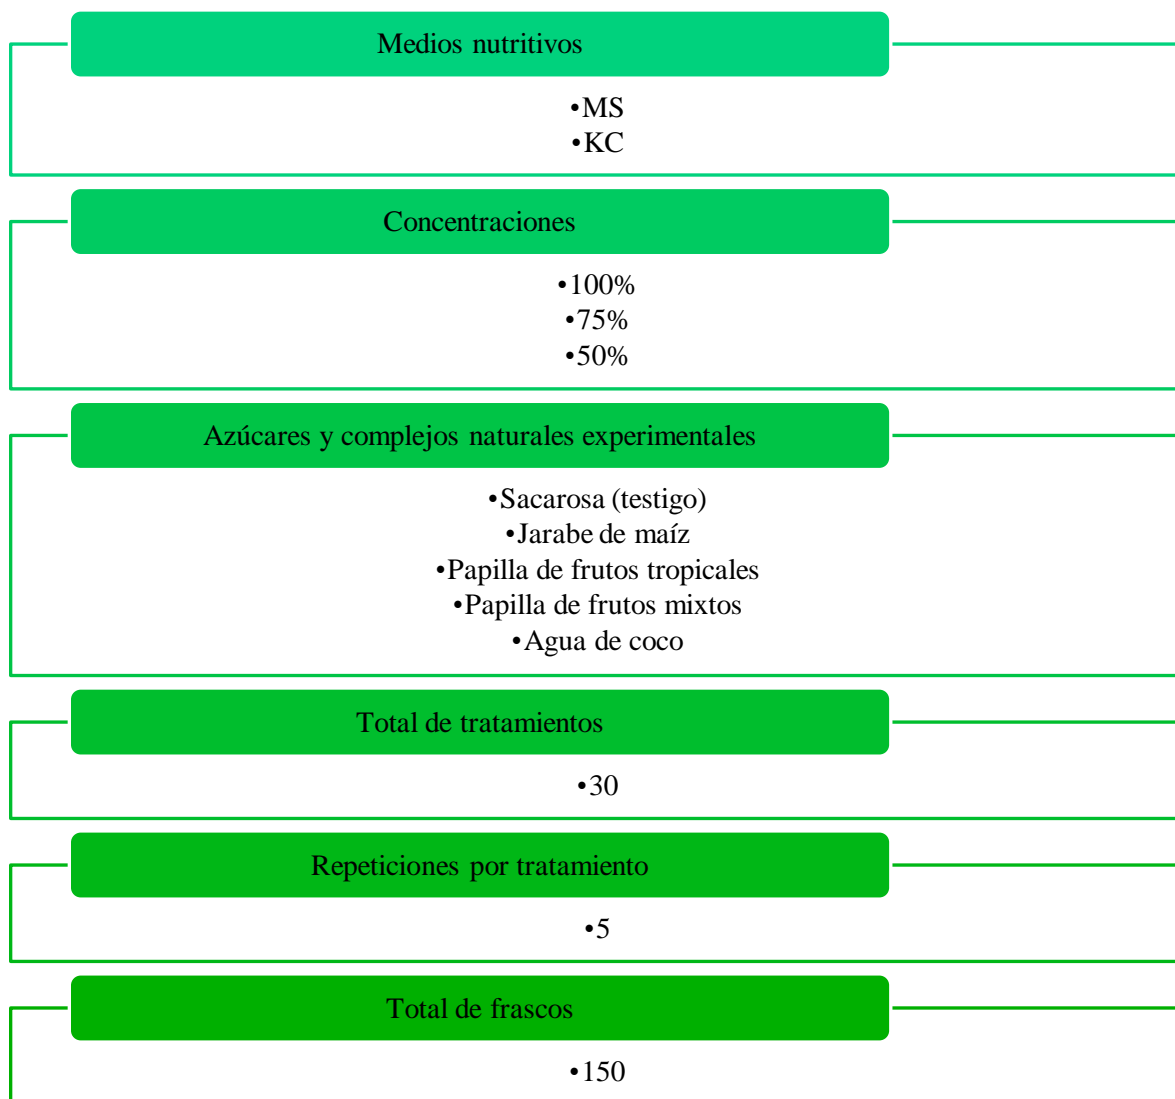 Medios nutritivos
•MS
•KC
Concentraciones
•100%
•75%
•50%
Azúcares y complejos naturales experimentales
•Sacarosa (testigo)
•Jarabe de maíz
•Papilla de frutos tropicales
•Papilla de frutos mixtos
•Agua de coco
Total de tratamientos
•30
Repeticiones por tratamiento
•5
Total de frascos
•150